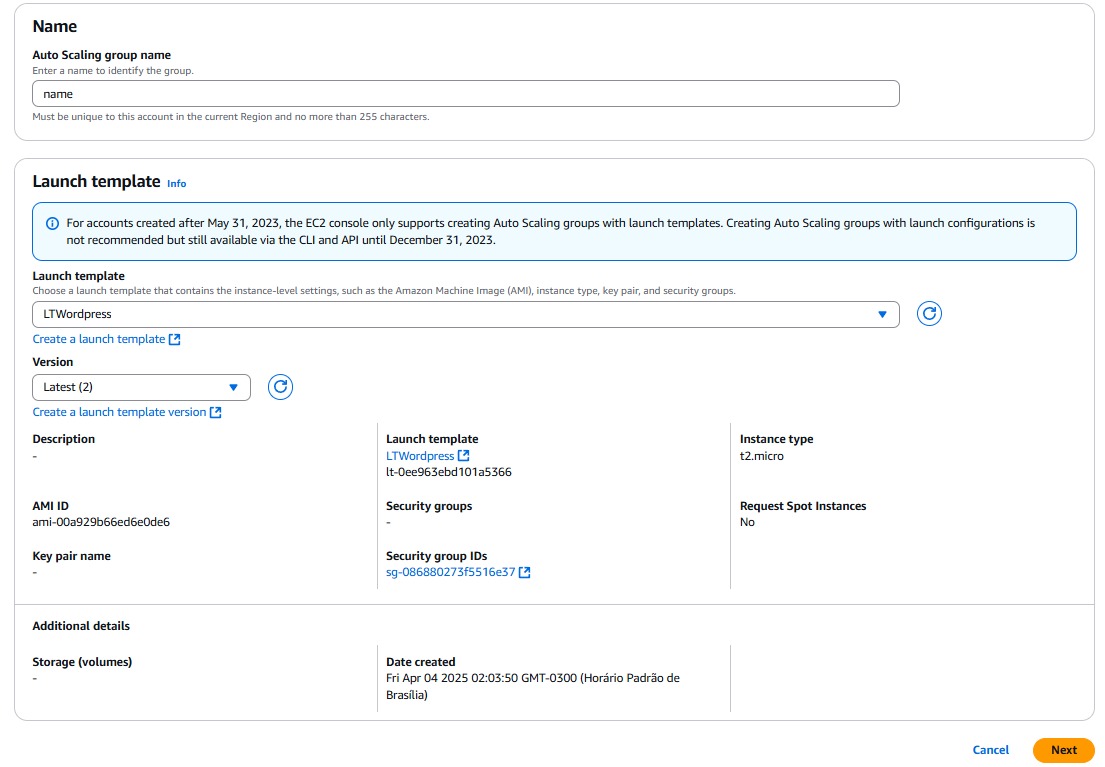 Name
Auto Scaling group name
Enter a name to identify the group.
name
Must be unique to this account in the current Region and no more than 255 characters.
Launch template Info
For accounts created after May 31, 2023, the EC2 console only supports creating Auto Scaling groups with launch templates. Creating Auto Scaling groups with launch configurations is
not recommended but still available via the CLI and API until December 31, 2023.
Launch template
Choose a launch template that contains the instance-level settings, such as the Amazon Machine Image (AMI), instance type, key pair, and security groups.
LTWordpress
Create a launch template
Version
Latest (2)
Create a launch template version
Description
-
Launch template
LTWordpress
lt-0ee963ebd101a5366
Instance type
t2.micro
AMI ID
ami-00a929b66ed6e0de6
Security groups
-
Request Spot Instances
No
Key pair name
-
Security group IDs
sg-086880273f5516e37
Additional details
Storage (volumes)
-
Date created
Fri Apr 04 2025 02:03:50 GMT-0300 (Horário Padrão de
Brasília)
Cancel
Next